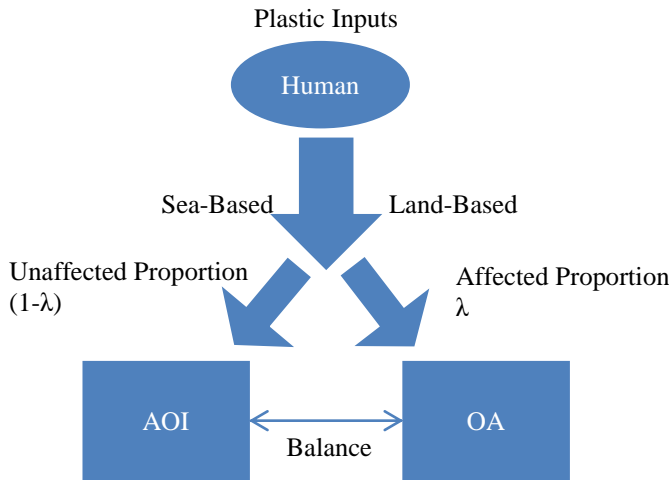 Plastic Inputs
Human
Sea-Based
Land-Based
Unaffected Proportion
(1-λ)
Affected Proportion
λ
AOI
OA
Balance